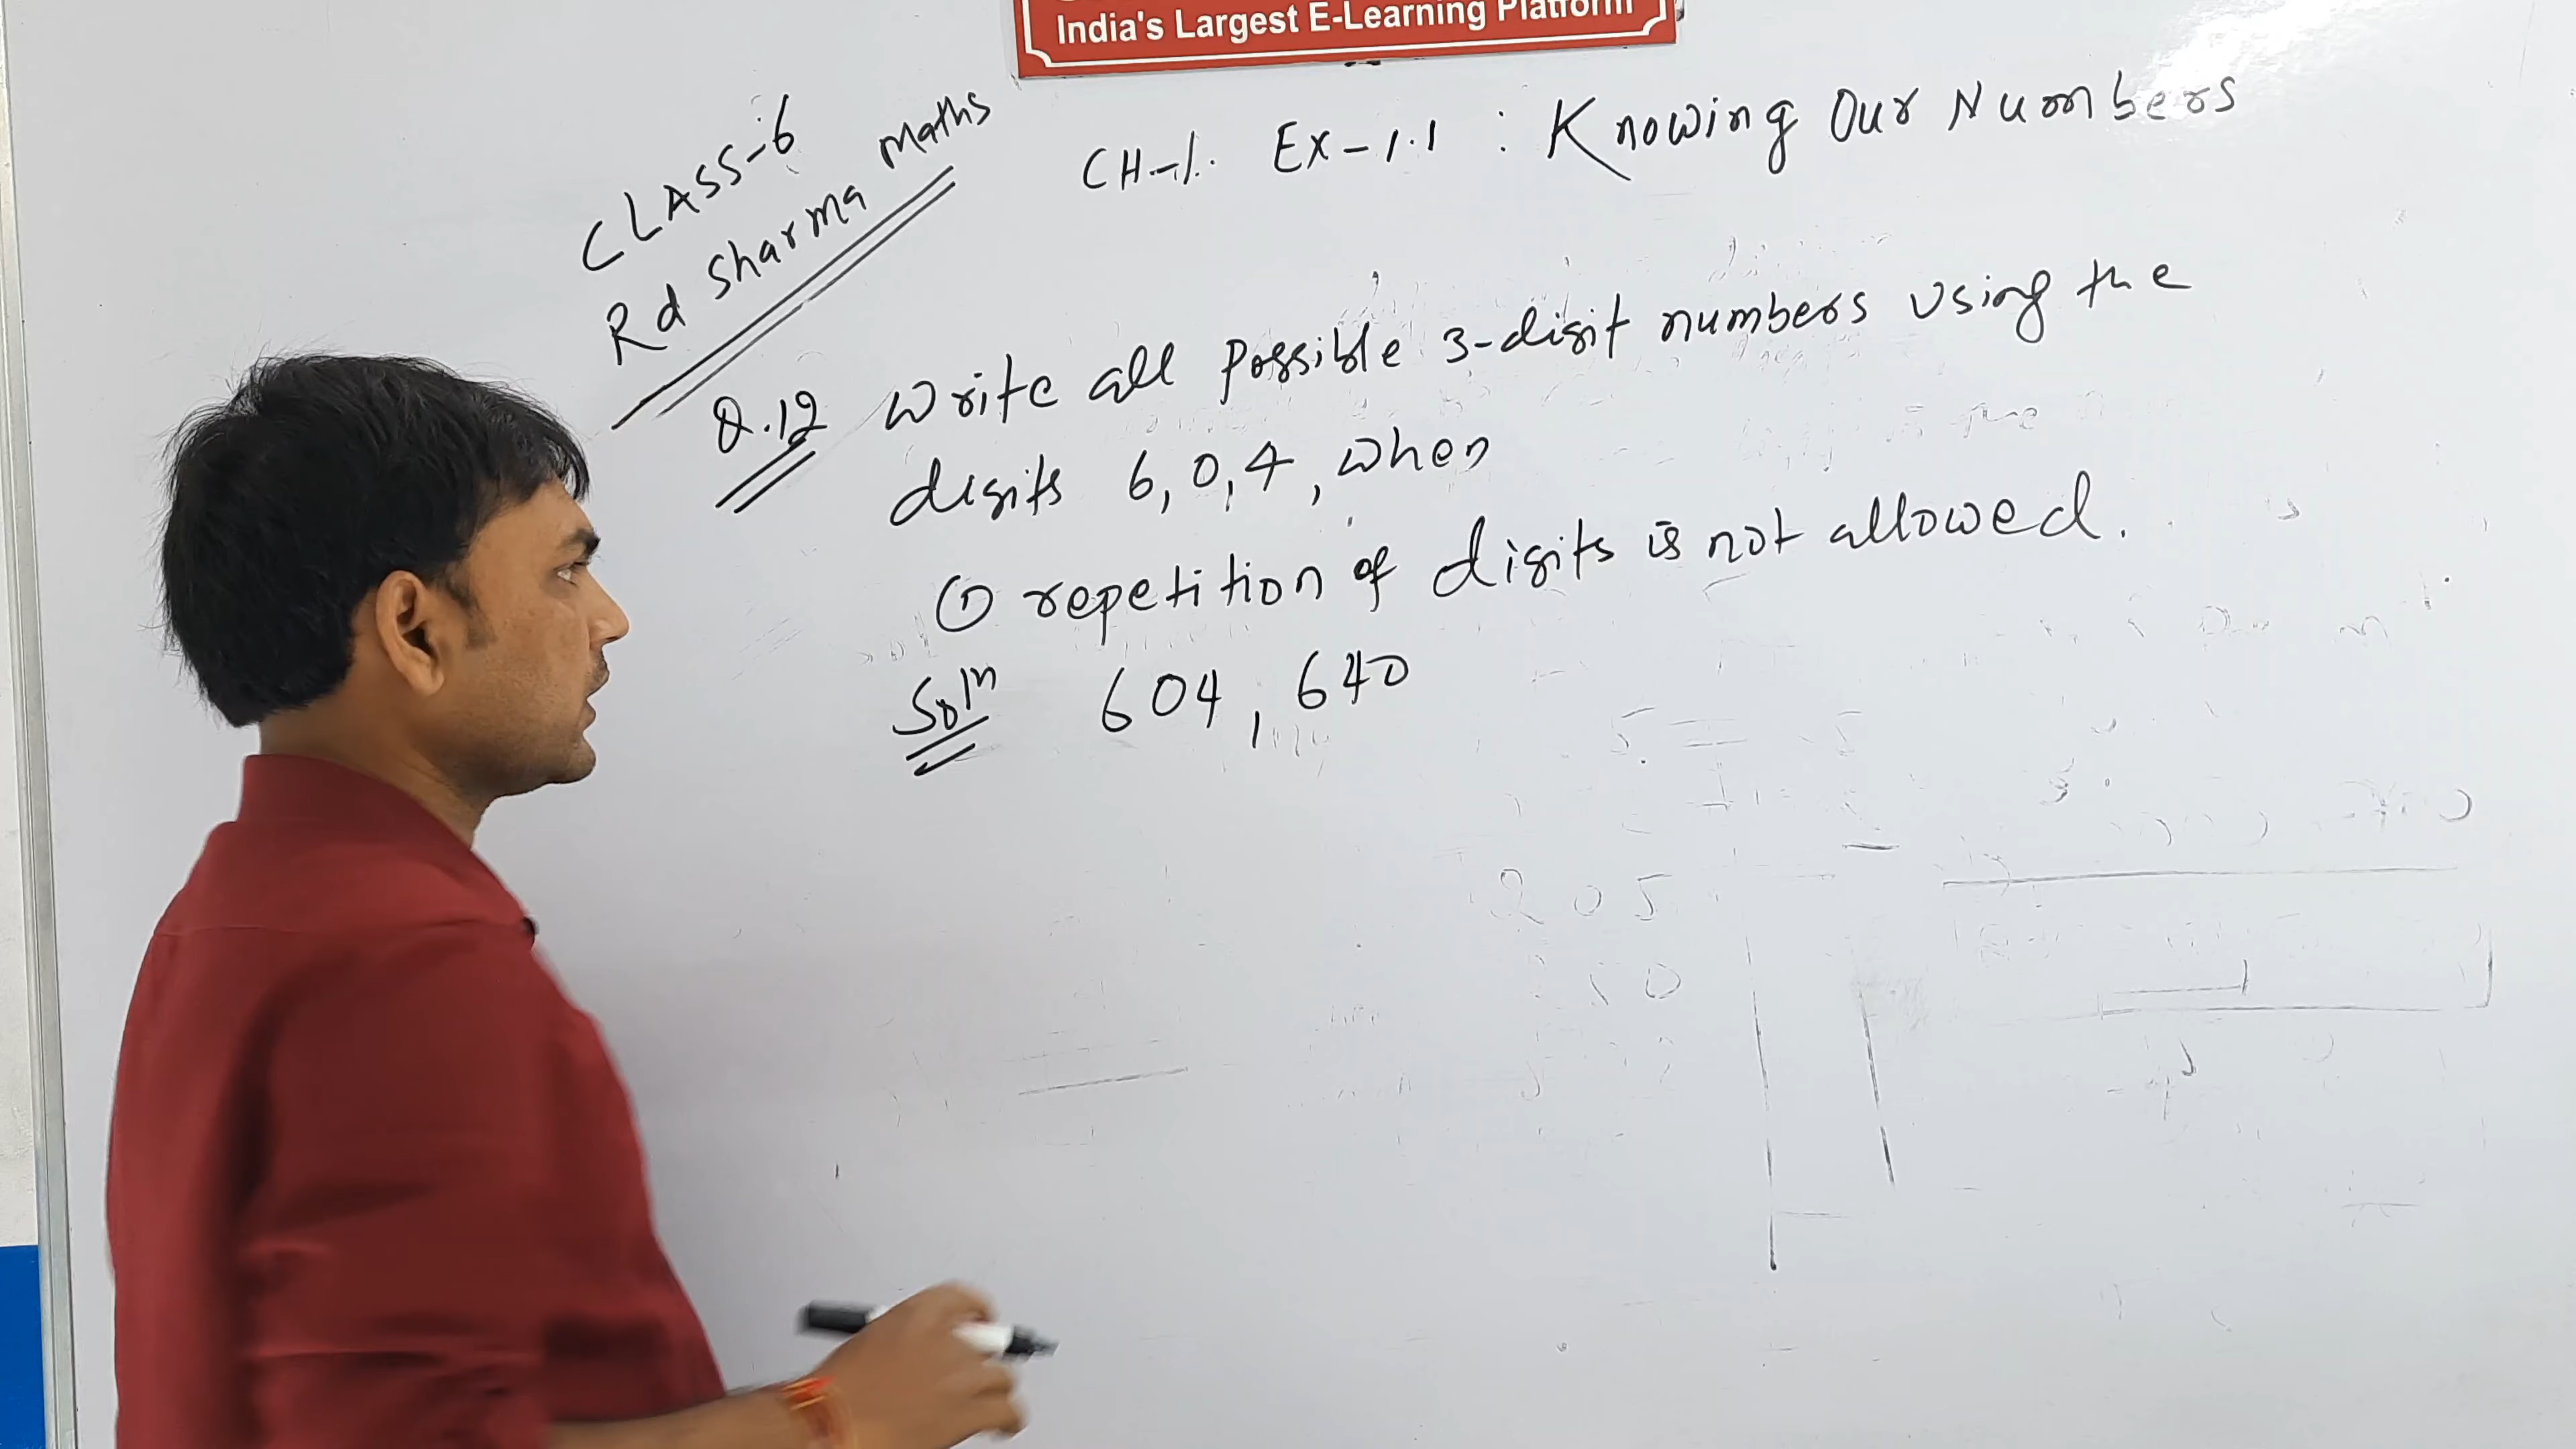 India's Largest E-Learning Platform
CLASS-6
Rd Sharma Maths
CH-1. Ex-1.1 : Knowing Our Numbers
Q.12 Write all possible 3-digit numbers using the
digits 6, 0, 4, when
① repetition of digits is not allowed.
Soln 604, 640
205